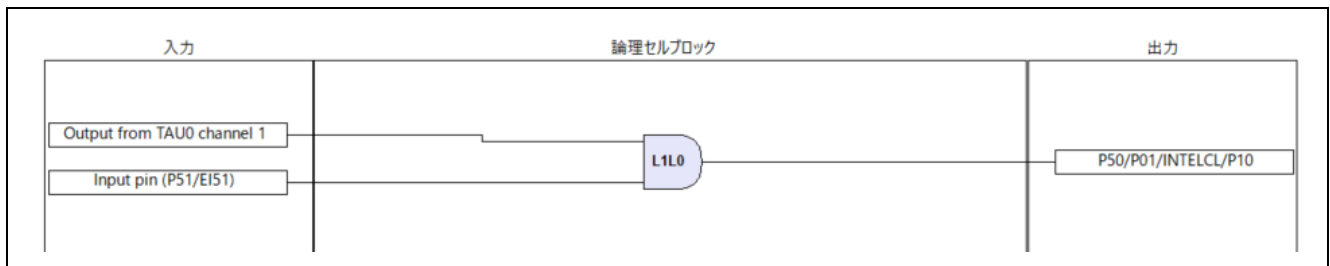 入力
論理セルブロック
出力
Output from TAU0 channel 1
L1L0
P50/P01/INTELCL/P10
Input pin (P51/EI51)